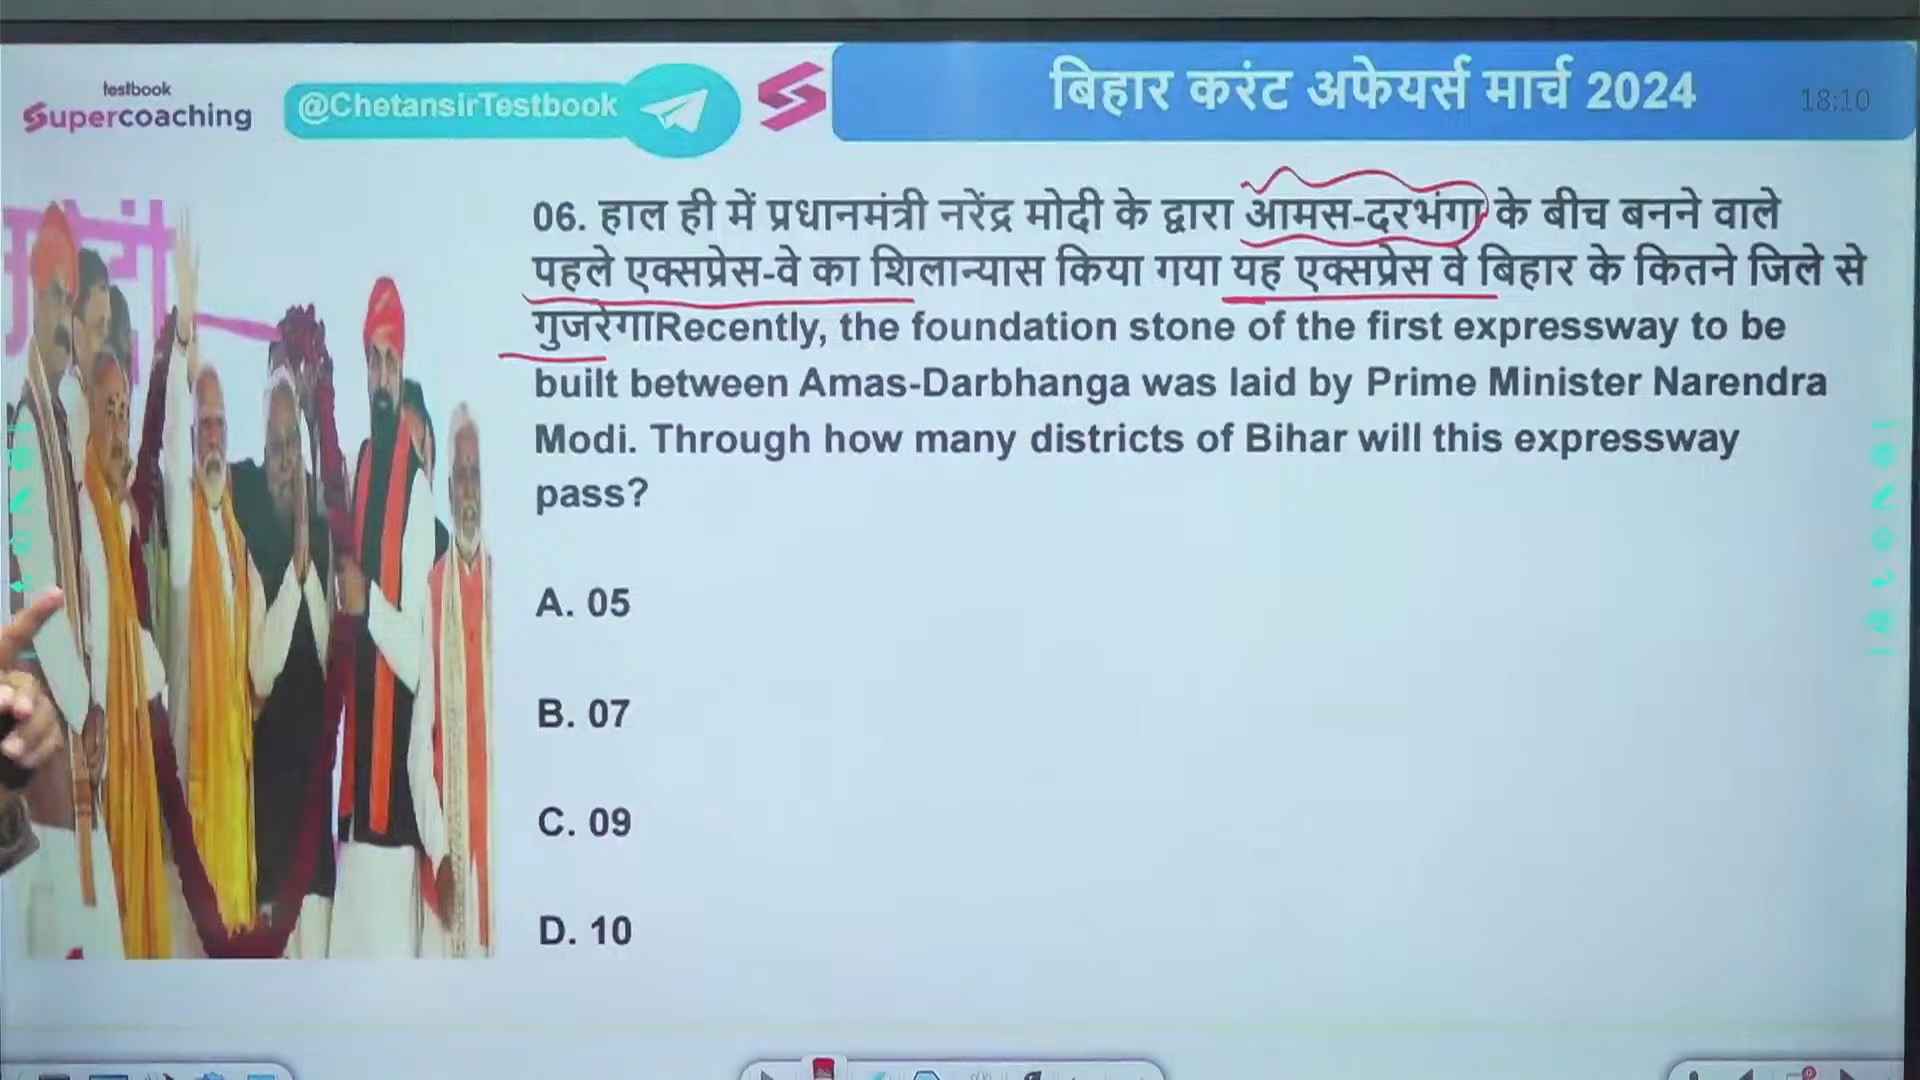 testbook
Supercoaching
@ChetansirTestbook
बिहार करंट अफेयर्स मार्च 2024
18:10
06. हाल ही में प्रधानमंत्री नरेंद्र मोदी के द्वारा आमस-दरभंगा के बीच बनने वाले
पहले एक्सप्रेस-वे का शिलान्यास किया गया यह एक्सप्रेस वे बिहार के कितने जिले से
गुजरेगाRecently, the foundation stone of the first expressway to be
built between Amas-Darbhanga was laid by Prime Minister Narendra
Modi. Through how many districts of Bihar will this expressway
pass?
A. 05
B. 07
C. 09
D. 10